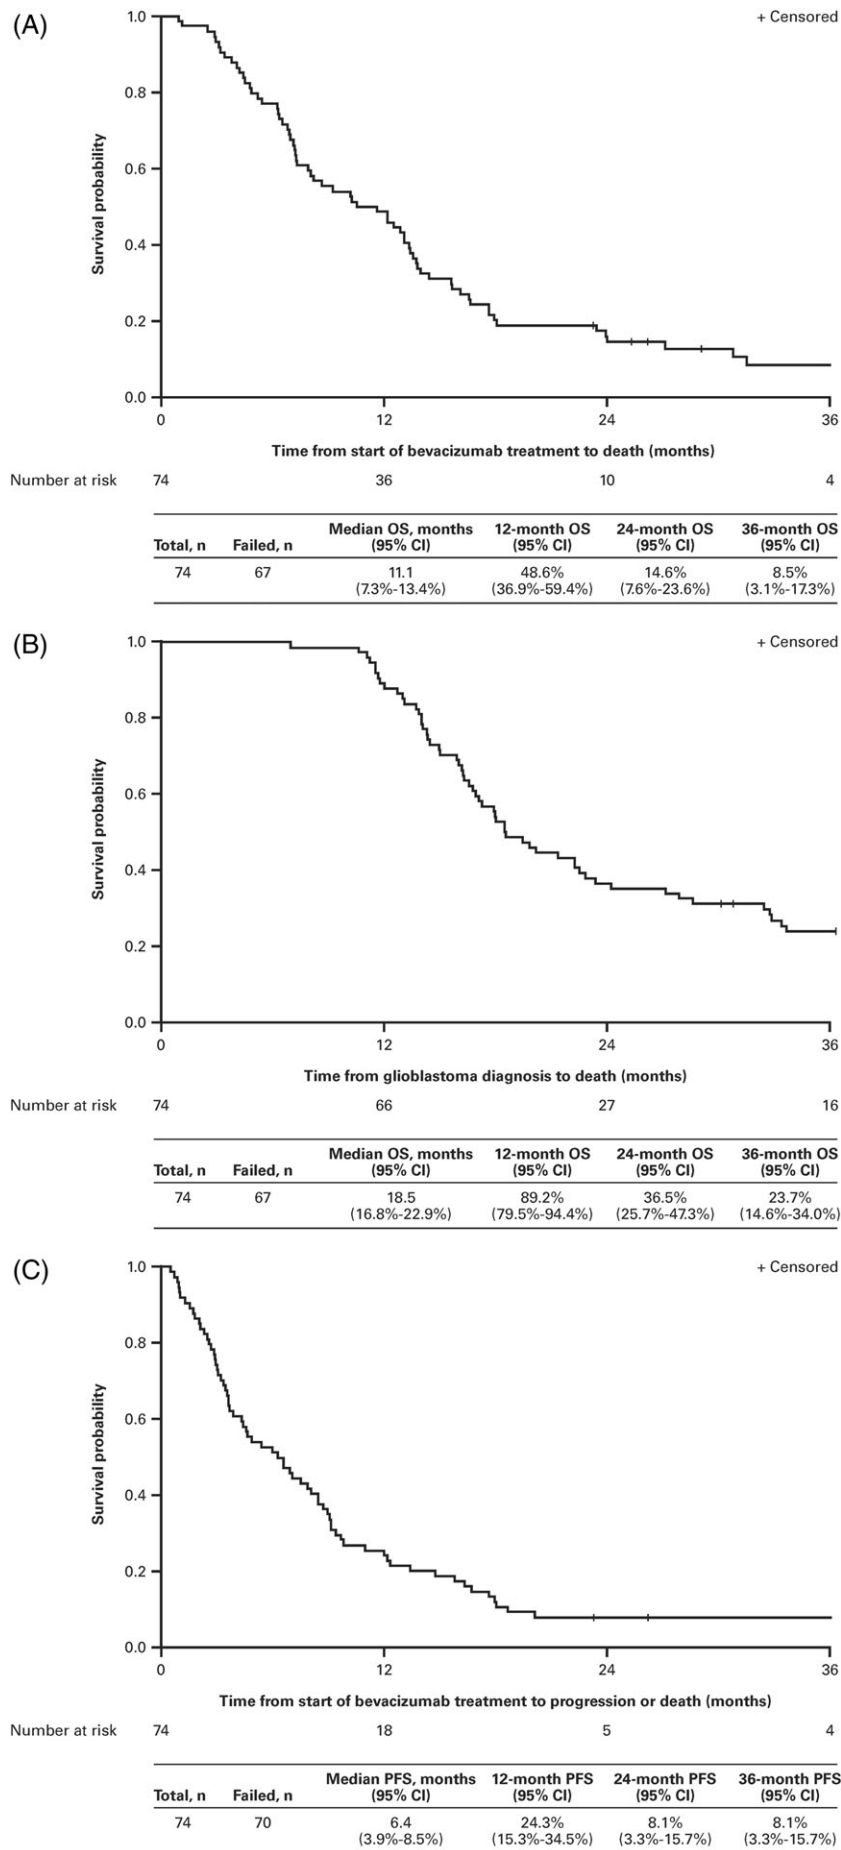 (A)
+ Censored
1.0
0.8
0.6
0.4
0.2
0.0
Survival probability
0 12 24 36
Time from start of bevacizumab treatment to death (months)
Number at risk 74 36 10 4
Total, n Failed, n Median OS, months (95% CI) 12-month OS (95% CI) 24-month OS (95% CI) 36-month OS (95% CI)
74 67 11.1 48.6% 14.6% 8.5%
(7.3%-13.4%) (36.9%-59.4%) (7.6%-23.6%) (3.1%-17.3%)
(B)
+ Censored
1.0
0.8
0.6
0.4
0.2
0.0
Survival probability
0 12 24 36
Time from glioblastoma diagnosis to death (months)
Number at risk 74 66 27 16
Total, n Failed, n Median OS, months (95% CI) 12-month OS (95% CI) 24-month OS (95% CI) 36-month OS (95% CI)
74 67 18.5 89.2% 36.5% 23.7%
(16.8%-22.9%) (79.5%-94.4%) (25.7%-47.3%) (14.6%-34.0%)
(C)
+ Censored
1.0
0.8
0.6
0.4
0.2
0.0
Survival probability
0 12 24 36
Time from start of bevacizumab treatment to progression or death (months)
Number at risk 74 18 5 4
Total, n Failed, n Median PFS, months (95% CI) 12-month PFS (95% CI) 24-month PFS (95% CI) 36-month PFS (95% CI)
74 70 6.4 24.3% 8.1% 8.1%
(3.9%-8.5%) (15.3%-34.5%) (3.3%-15.7%) (3.3%-15.7%)